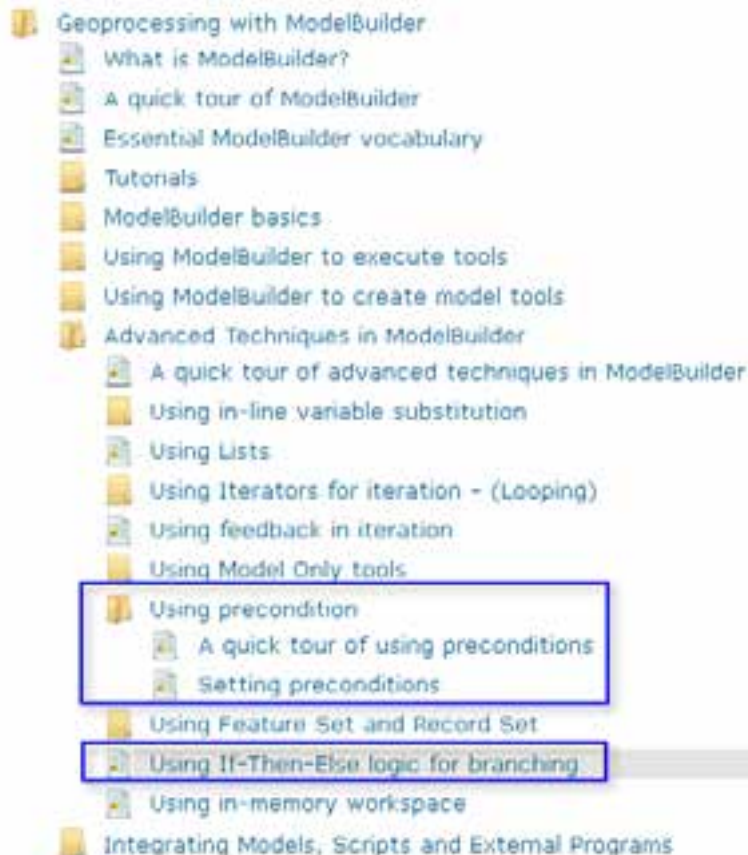 Geoprocessing with ModelBuilder
What is ModelBuilder?
A quick tour of ModelBuilder
Essential ModelBuilder vocabulary
Tutorials
ModelBuilder basics
Using ModelBuilder to execute tools
Using ModelBuilder to create model tools
Advanced Techniques in ModelBuilder
A quick tour of advanced techniques in ModelBuilder
Using in-line variable substitution
Using Lists
Using Iterators for iteration - (Looping)
Using feedback in iteration
Using Model Only tools
Using precondition
A quick tour of using preconditions
Setting preconditions
Using Feature Set and Record Set
Using If-Then-Else logic for branching
Using in-memory workspace
Integrating Models, Scripts and External Programs